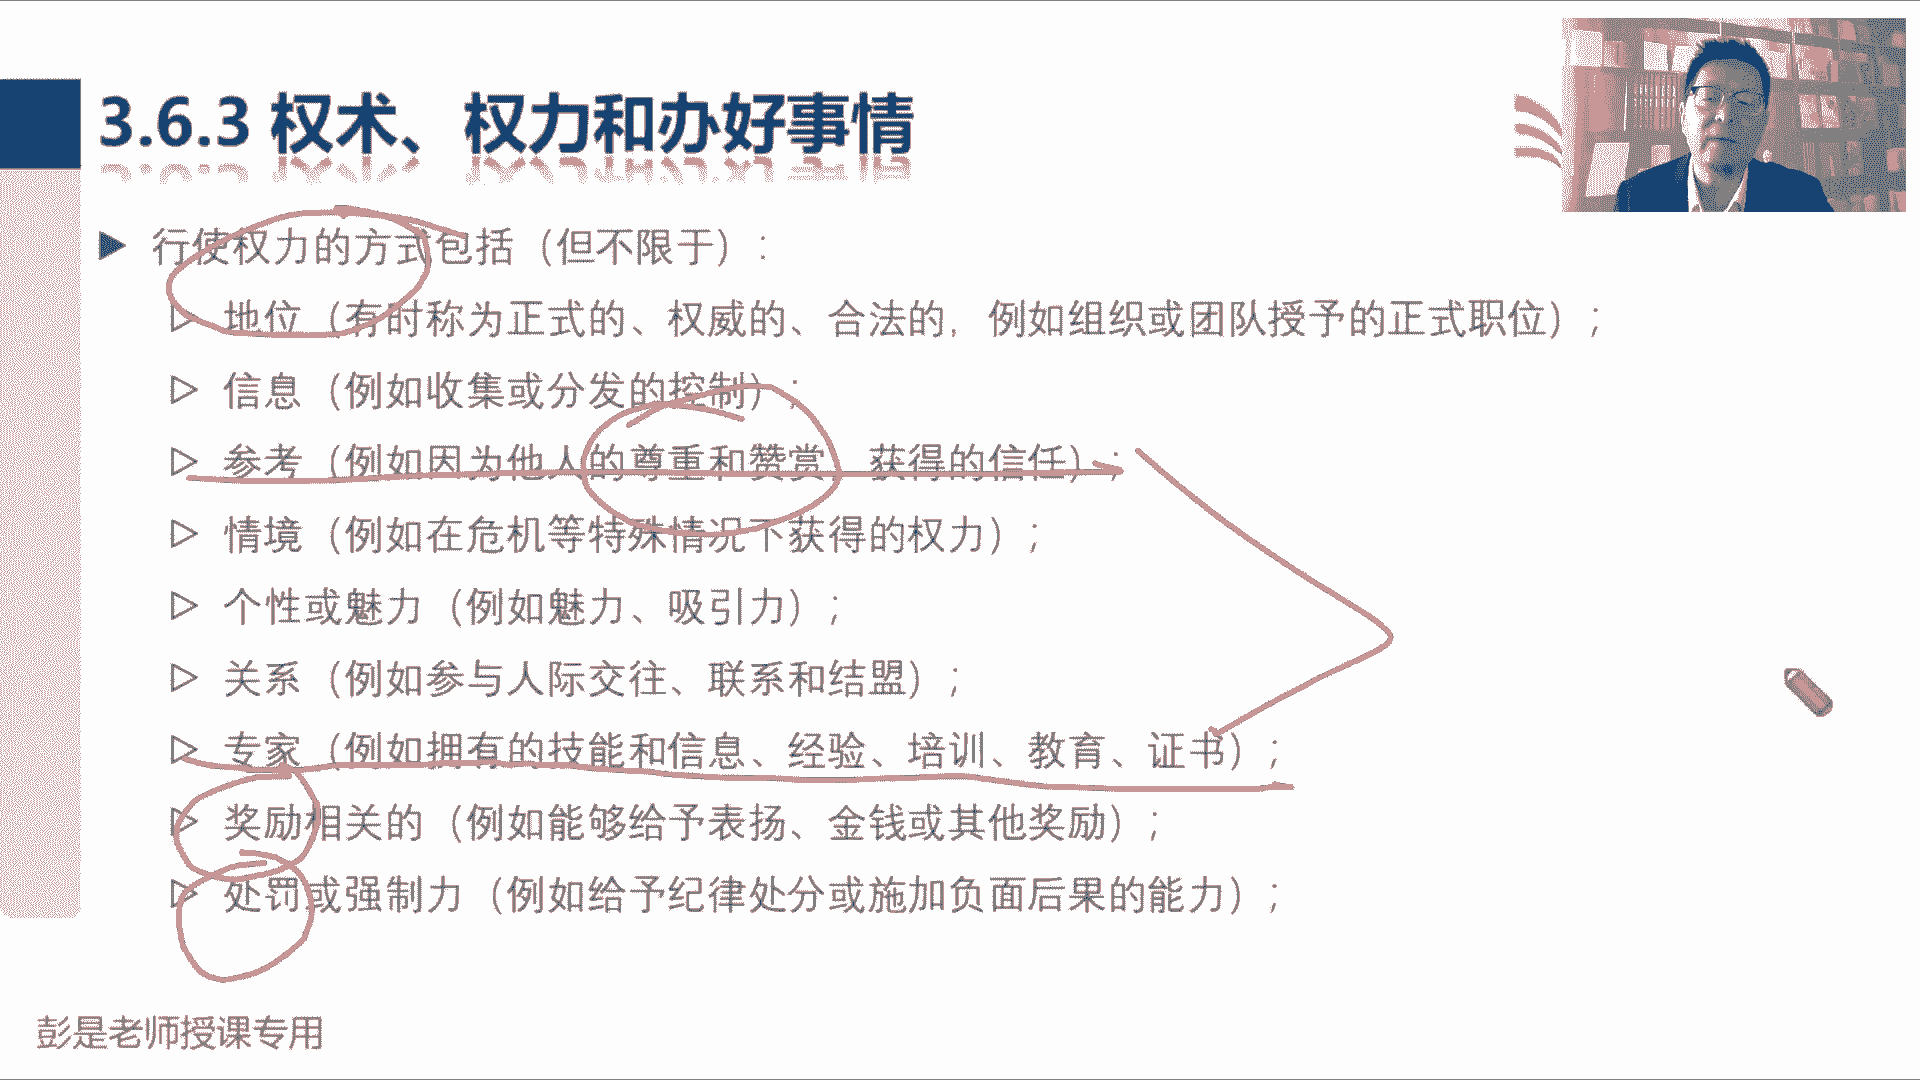 3.6.3 权术、权力和办好事情
行使权力的方式包括（但不限于）：
地位（有时称为正式的、权威的、合法的，例如组织或团队授予的正式职位）；
信息（例如收集或分发的控制）；
参考（例如因为他人的尊重和赞赏，获得的信任）；
情境（例如在危机等特殊情况下获得的权力）；
个性或魅力（例如魅力、吸引力）；
关系（例如参与人际交往、联系和结盟）；
专家（例如拥有的技能和信息、经验、培训、教育、证书）；
奖励相关的（例如能够给予表扬、金钱或其他奖励）；
处罚或强制力（例如给予纪律处分或施加负面后果的能力）；
彭是老师授课专用